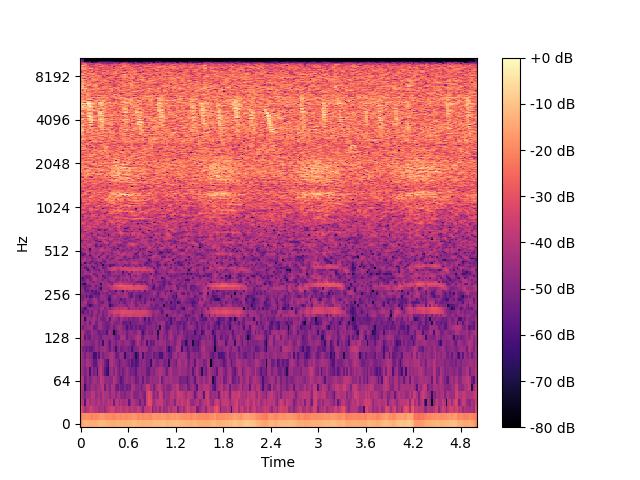 8192
4096
2048
1024
512
256
128
64
0
Hz
0 0.6 1.2 1.8 2.4 3 3.6 4.2 4.8
Time
+0 dB
-10 dB
-20 dB
-30 dB
-40 dB
-50 dB
-60 dB
-70 dB
-80 dB